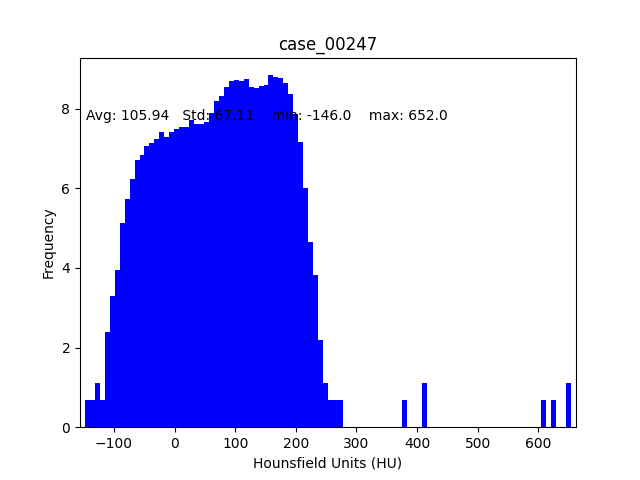 case_00247
Avg: 105.94   Std: 67.11    min: -146.0    max: 652.0
8
6
4
2
0
Frequency
−100 0 100 200 300 400 500 600
Hounsfield Units (HU)